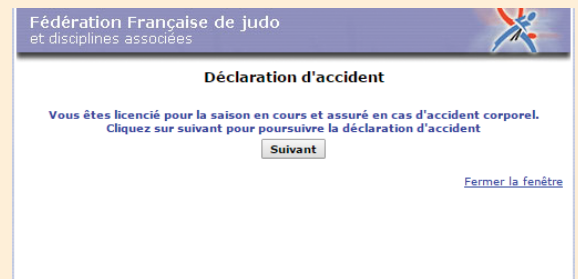 Fédération Française de judo
et disciplines associées
Déclaration d'accident
Vous êtes licencié pour la saison en cours et assuré en cas d'accident corporel.
Cliquez sur suivant pour poursuivre la déclaration d'accident
Suivant
Fermer la fenêtre